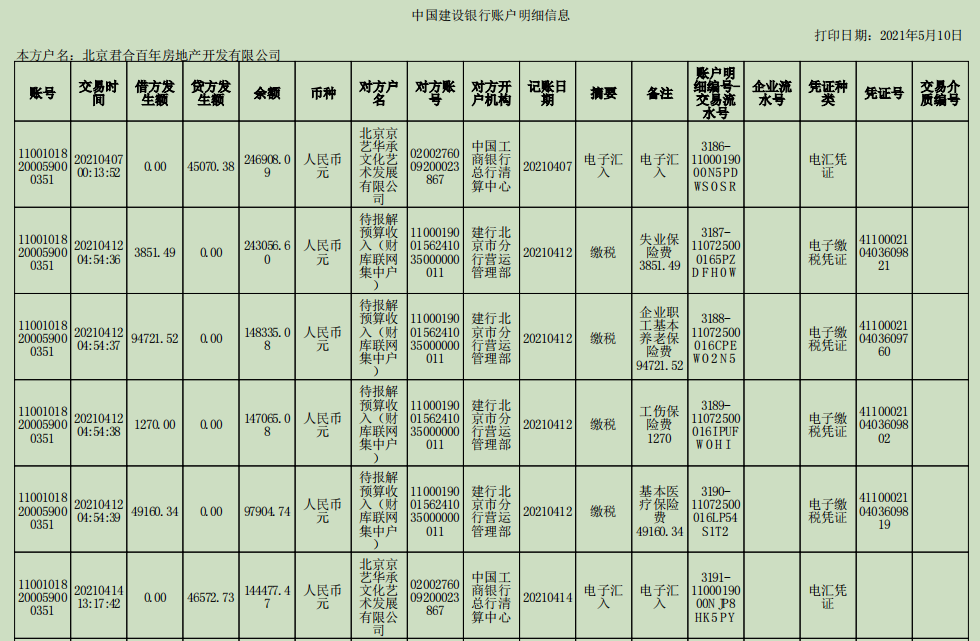 中国建设银行账户明细信息
打印日期：2021年5月10日
本方户名：北京君合百年房地产开发有限公司
账号 交易时间 借方发生额 贷方发生额 余额 币种 对方户名 对方账号 对方开户机构 记账日期 摘要 备注 账户明细编号-交易流水号 企业流水号 凭证种类 凭证号 交易介质编号
11001018200059000351 20210407 00:13:52 0.00 45070.38 246908.09 人民币元 北京京艺华承文化艺术发展有限公司 0200276009200023867 中国工商银行总行清算中心 20210407 电子汇入 电子汇入 3186-1100019000N5PDWSOSR 电汇凭证
11001018200059000351 20210412 04:54:36 3851.49 0.00 243056.60 人民币元 待报解预算收入（财库联网集中户） 110001900156241035000000011 建行北京市分行营运管理部 20210412 缴税 失业保险费3851.49 3187-110725000165PZDFH0W 电子缴税凭证 411000210403609821
11001018200059000351 20210412 04:54:37 94721.52 0.00 148335.08 人民币元 待报解预算收入（财库联网集中户） 110001900156241035000000011 建行北京市分行营运管理部 20210412 缴税 企业职工基本养老保险费94721.52 3188-11072500016CPEWO2N5 电子缴税凭证 411000210403609760
11001018200059000351 20210412 04:54:38 1270.00 0.00 147065.08 人民币元 待报解预算收入（财库联网集中户） 110001900156241035000000011 建行北京市分行营运管理部 20210412 缴税 工伤保险费1270 3189-11072500016IPUFWOHI 电子缴税凭证 411000210403609802
11001018200059000351 20210412 04:54:39 49160.34 0.00 97904.74 人民币元 待报解预算收入（财库联网集中户） 110001900156241035000000011 建行北京市分行营运管理部 20210412 缴税 基本医疗保险费49160.34 3190-11072500016LP54S1T2 电子缴税凭证 411000210403609819
11001018200059000351 20210414 13:17:42 0.00 46572.73 144477.47 人民币元 北京京艺华承文化艺术发展有限公司 0200276009200023867 中国工商银行总行清算中心 20210414 电子汇入 电子汇入 3191-1100019000NJP8HK5PY 电汇凭证